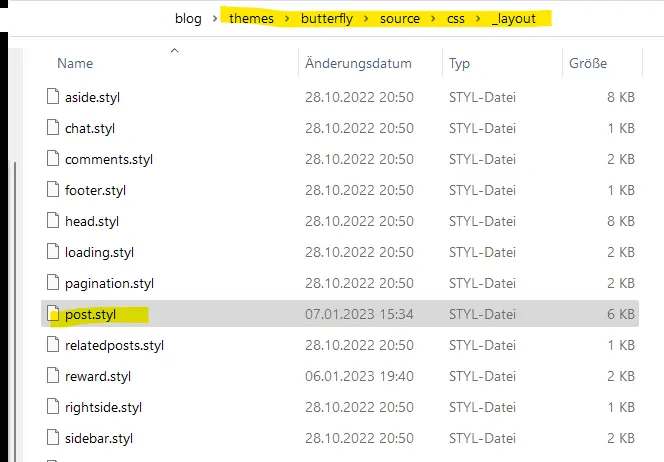 blog › themes › butterfly › source › css › _layout
Name Änderungsdatum Typ Größe
aside.styl 28.10.2022 20:50 STYL-Datei 8 KB
chat.styl 28.10.2022 20:50 STYL-Datei 1 KB
comments.styl 28.10.2022 20:50 STYL-Datei 2 KB
footer.styl 28.10.2022 20:50 STYL-Datei 1 KB
head.styl 28.10.2022 20:50 STYL-Datei 8 KB
loading.styl 28.10.2022 20:50 STYL-Datei 2 KB
pagination.styl 28.10.2022 20:50 STYL-Datei 2 KB
post.styl 07.01.2023 15:34 STYL-Datei 6 KB
relatedposts.styl 28.10.2022 20:50 STYL-Datei 1 KB
reward.styl 06.01.2023 19:40 STYL-Datei 2 KB
rightside.styl 28.10.2022 20:50 STYL-Datei 1 KB
sidebar.styl 28.10.2022 20:50 STYL-Datei 2 KB